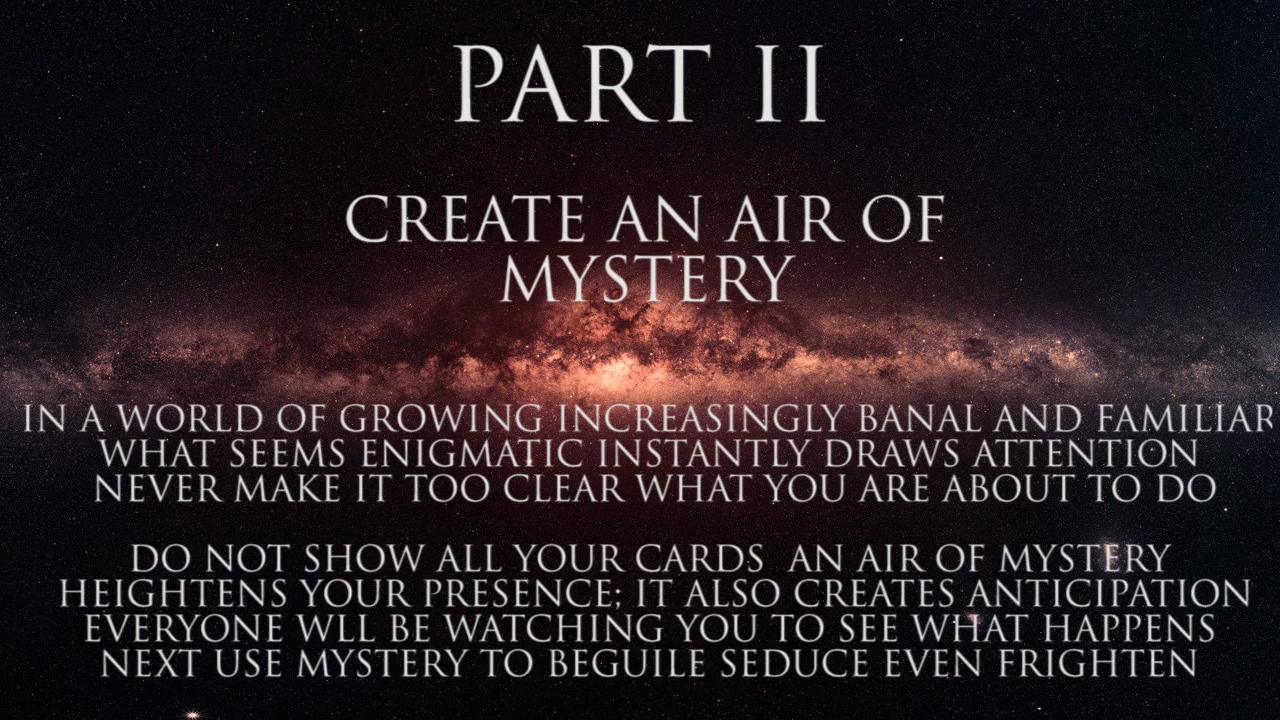 PART II
CREATE AN AIR OF
MYSTERY
IN A WORLD OF GROWING INCREASINGLY BANAL AND FAMILIAR
WHAT SEEMS ENIGMATIC INSTANTLY DRAWS ATTENTION
NEVER MAKE IT TOO CLEAR WHAT YOU ARE ABOUT TO DO
DO NOT SHOW ALL YOUR CARDS  AN AIR OF MYSTERY
HEIGHTENS YOUR PRESENCE; IT ALSO CREATES ANTICIPATION
EVERYONE WLL BE WATCHING YOU TO SEE WHAT HAPPENS
NEXT USE MYSTERY TO BEGUILE SEDUCE EVEN FRIGHTEN